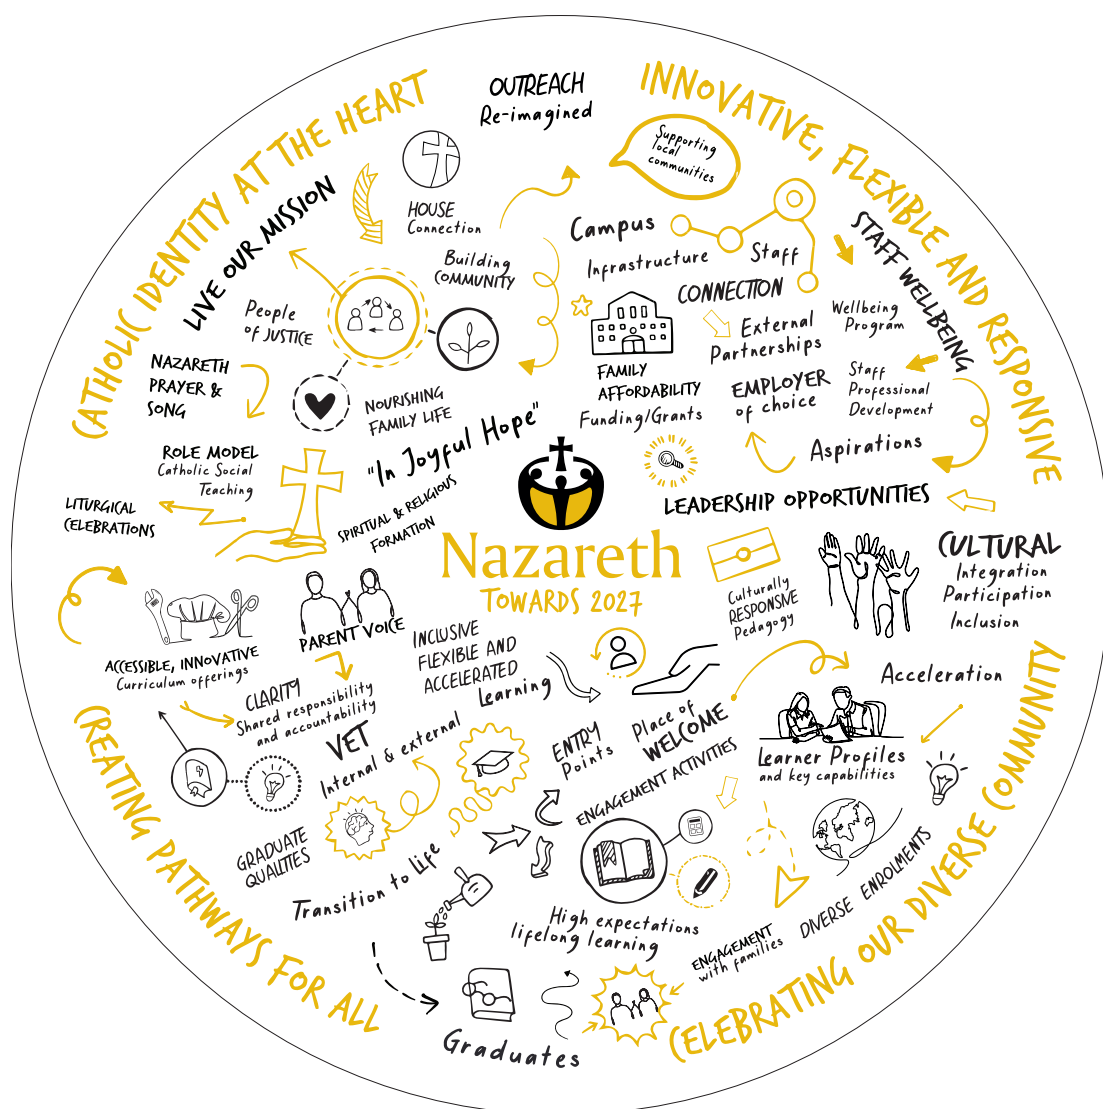 CATHOLIC IDENTITY AT THE HEART
LIVE OUR MISSION
OUTREACH
Re-imagined
HOUSE
Connection
Building
COMMUNITY
People
of JUSTICE
NAZARETH
PRAYER &
SONG
NOURISHING
FAMILY LIFE
ROLE MODEL
Catholic Social
Teaching
LITURGICAL
CELEBRATIONS
"In Joyful Hope"
SPIRITUAL & RELIGIOUS
FORMATION
INNOVATIVE, FLEXIBLE AND RESPONSIVE
Supporting
local
communities
Campus
Infrastructure
Staff
CONNECTION
External
Partnerships
STAFF WELLBEING
Wellbeing
Program
FAMILY
AFFORDABILITY
Funding/Grants
EMPLOYER
of choice
Staff
Professional
Development
Aspirations
LEADERSHIP OPPORTUNITIES
Nazareth
TOWARDS 2027
CULTURAL
Integration
Participation
Inclusion
Culturally
RESPONSIVE
Pedagogy
PARENT VOICE
ACCESSIBLE, INNOVATIVE
Curriculum offerings
CLARITY
Shared responsibility
and accountability
INCLUSIVE
FLEXIBLE AND
ACCELERATED
Learning
VET
Internal & external
ENTRY
Points
GRADUATE
QUALITIES
Transition to Life
Graduates
CREATING PATHWAYS FOR ALL
Place of
WELCOME
ENGAGEMENT ACTIVITIES
Acceleration
Learner Profiles
and key capabilities
High expectations
lifelong learning
ENGAGEMENT
with families
DIVERSE ENROLMENTS
CELEBRATING OUR DIVERSE COMMUNITY